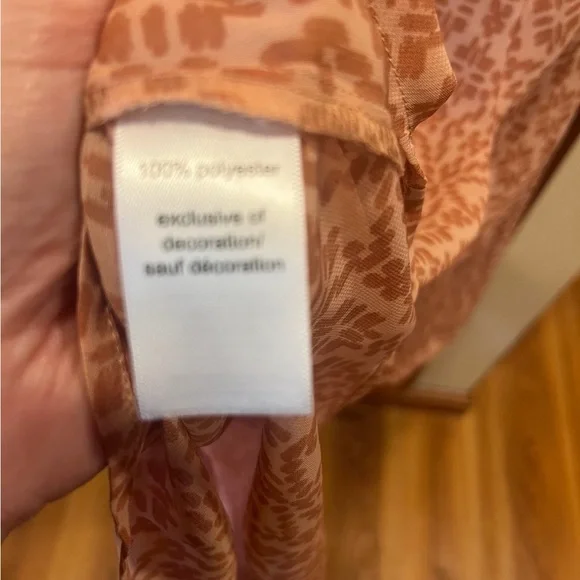 100% polyester
exclusive of
decoration/
sauf décoration